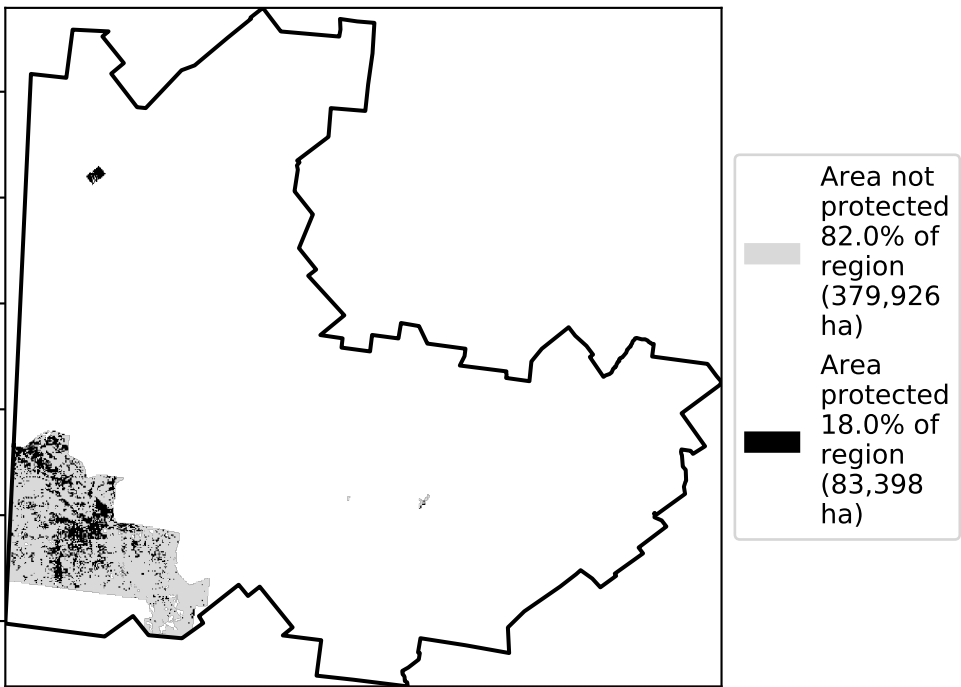 Area not
protected
82.0% of
region
(379,926
ha)
Area
protected
18.0% of
region
(83,398
ha)